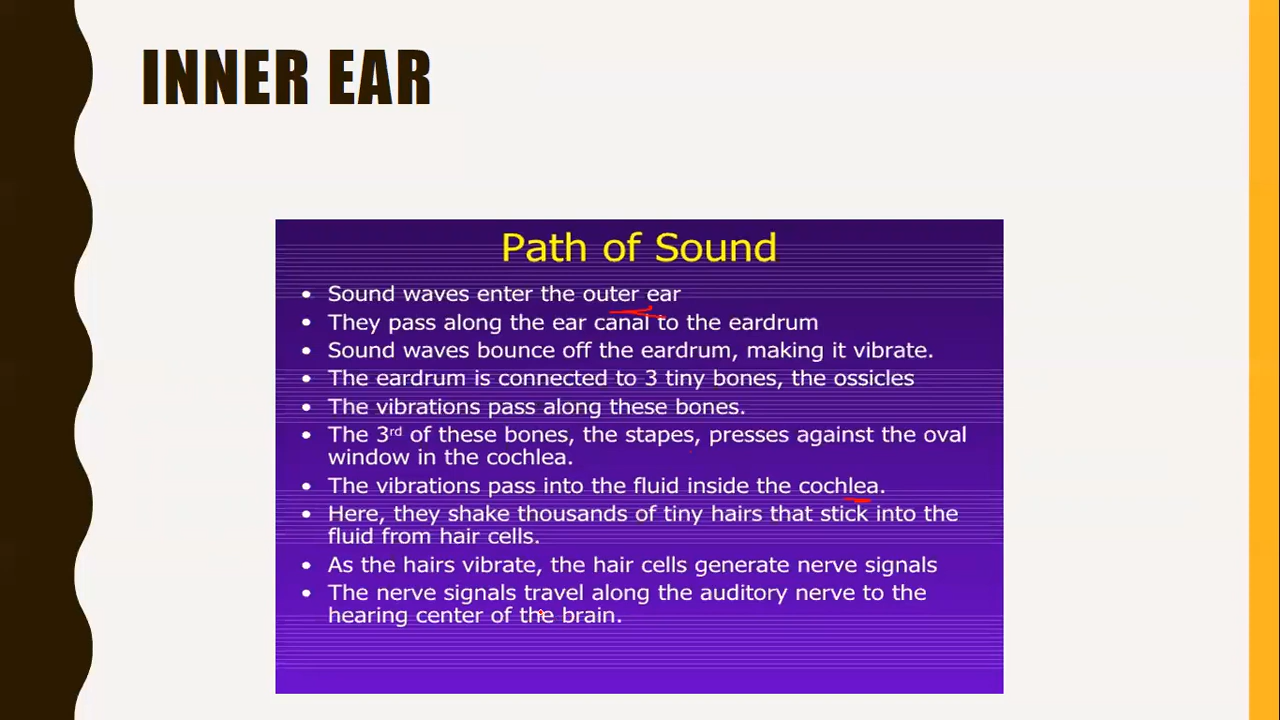 INNER EAR
Path of Sound
• Sound waves enter the outer ear
• They pass along the ear canal to the eardrum
• Sound waves bounce off the eardrum, making it vibrate.
• The eardrum is connected to 3 tiny bones, the ossicles
• The vibrations pass along these bones.
• The 3rd of these bones, the stapes, presses against the oval
window in the cochlea.
• The vibrations pass into the fluid inside the cochlea.
• Here, they shake thousands of tiny hairs that stick into the
fluid from hair cells.
• As the hairs vibrate, the hair cells generate nerve signals
• The nerve signals travel along the auditory nerve to the
hearing center of the brain.